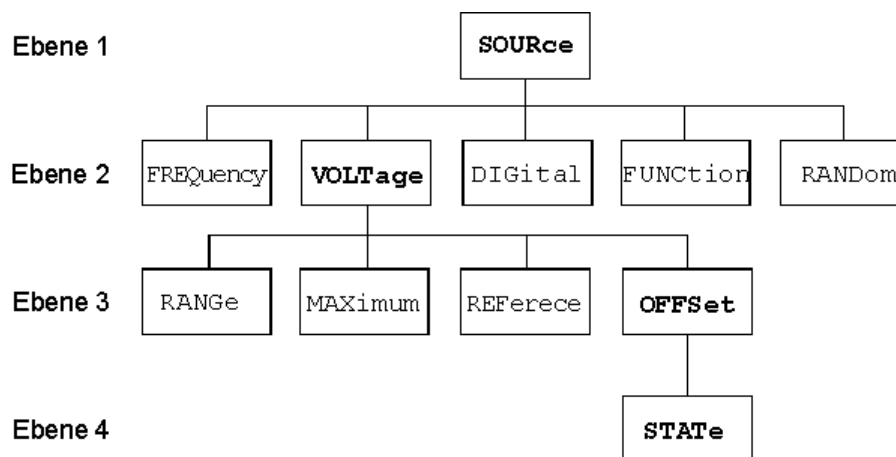 Ebene 1
SOURce
Ebene 2
FREQuency
VOLTage
DIGital
FUNCtion
RANDom
Ebene 3
RANGe
MAXimum
REFerece
OFFSet
Ebene 4
STATe